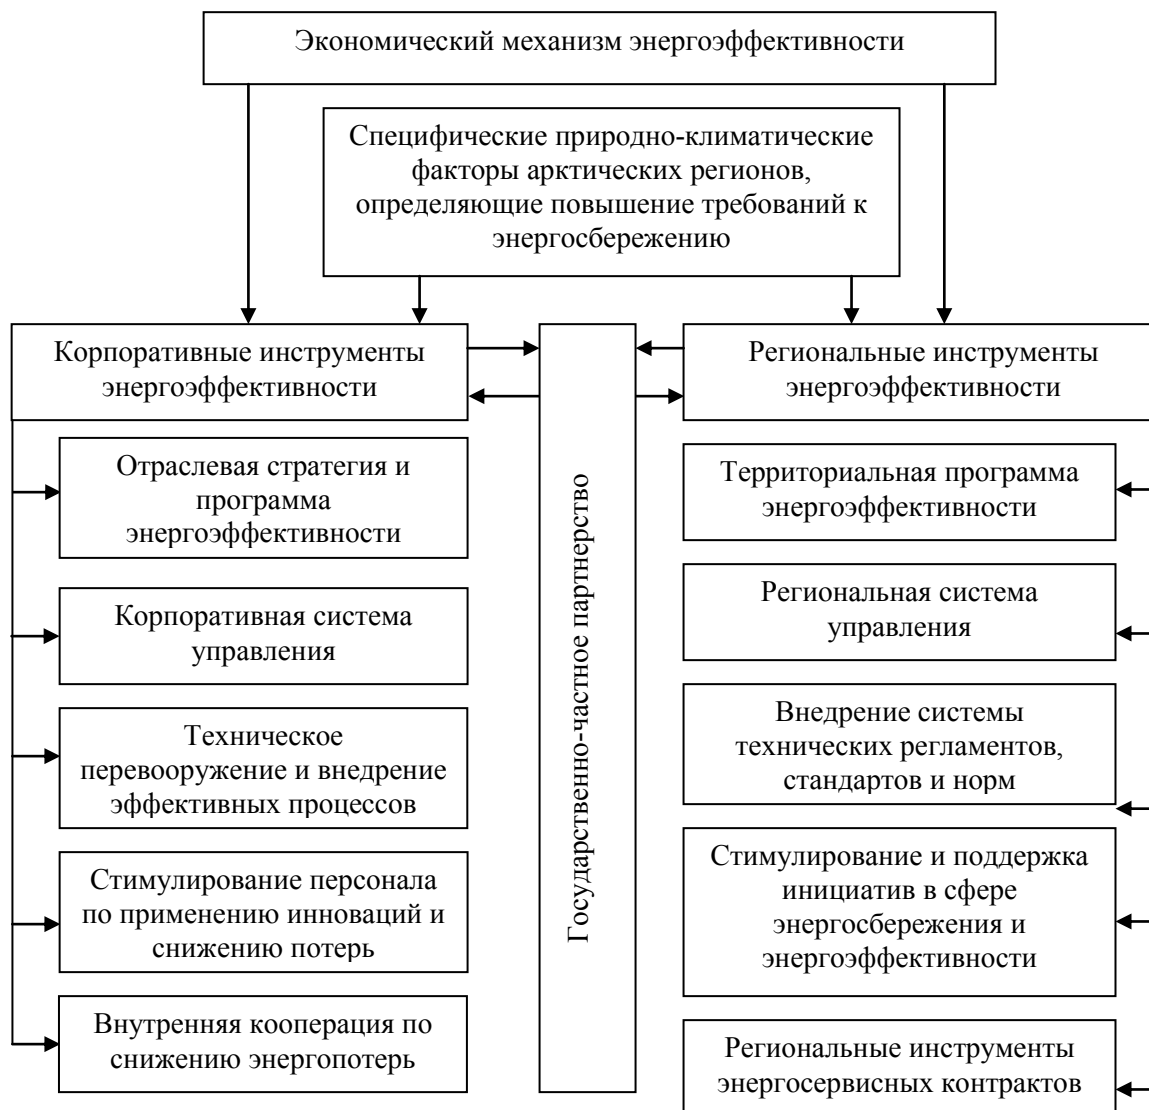 Экономический механизм энергоэффективности
Специфические природно-климатические
факторы арктических регионов,
определяющие повышение требований к
энергосбережению
Корпоративные инструменты
энергоэффективности
Отраслевая стратегия и
программа
энергоэффективности
Корпоративная система
управления
Техническое
перевооружение и внедрение
эффективных процессов
Стимулирование персонала
по применению инноваций и
снижению потерь
Внутренняя кооперация по
снижению энергопотерь
Государственно-частное партнерство
Региональные инструменты
энергоэффективности
Территориальная программа
энергоэффективности
Региональная система
управления
Внедрение системы
технических регламентов,
стандартов и норм
Стимулирование и поддержка
инициатив в сфере
энергосбережения и
энергоэффективности
Региональные инструменты
энергосервисных контрактов